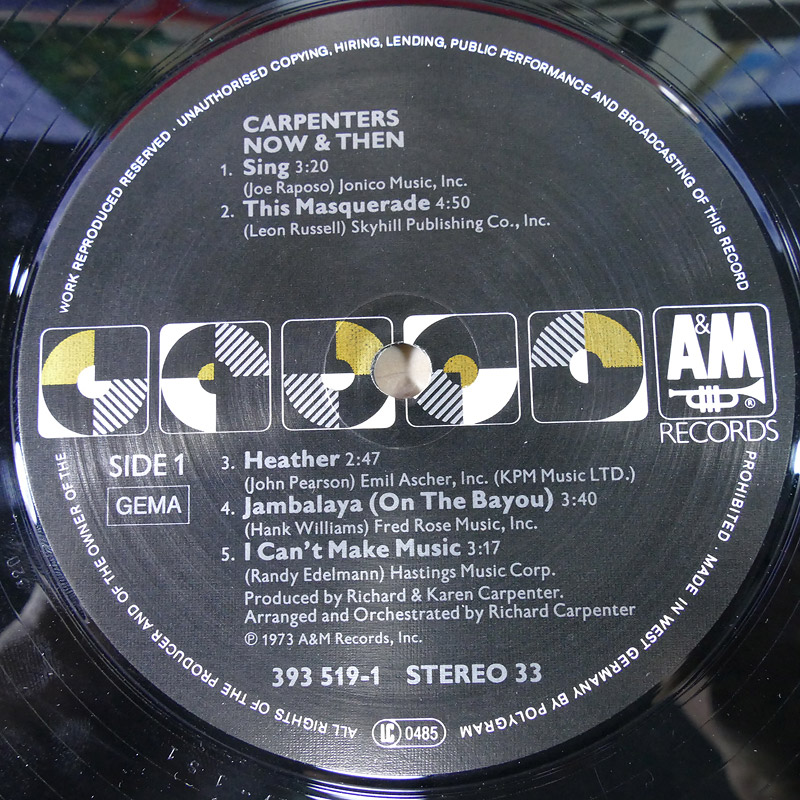 WORK REPRODUCED RESERVED · UNAUTHORISED COPYING, HIRING, LENDING, PUBLIC PERFORMANCE AND BROADCASTING OF THIS RECORD
CARPENTERS
NOW & THEN
1. Sing 3:20
(Joe Raposo) Jonico Music, Inc.
2. This Masquerade 4:50
(Leon Russell) Skyhill Publishing Co., Inc.
A&M
®
RECORDS
SIDE 1
GEMA
3. Heather 2:47
(John Pearson) Emil Ascher, Inc. (KPM Music LTD.)
4. Jambalaya (On The Bayou) 3:40
(Hank Williams) Fred Rose Music, Inc.
5. I Can't Make Music 3:17
(Randy Edelmann) Hastings Music Corp.
Produced by Richard & Karen Carpenter.
Arranged and Orchestrated by Richard Carpenter
℗ 1973 A&M Records, Inc.
393 519-1 STEREO 33
LC 0485
PROHIBITED · MADE IN WEST GERMANY BY POLYGRAM
ALL RIGHTS OF THE PRODUCER AND OF THE OWNER OF THE